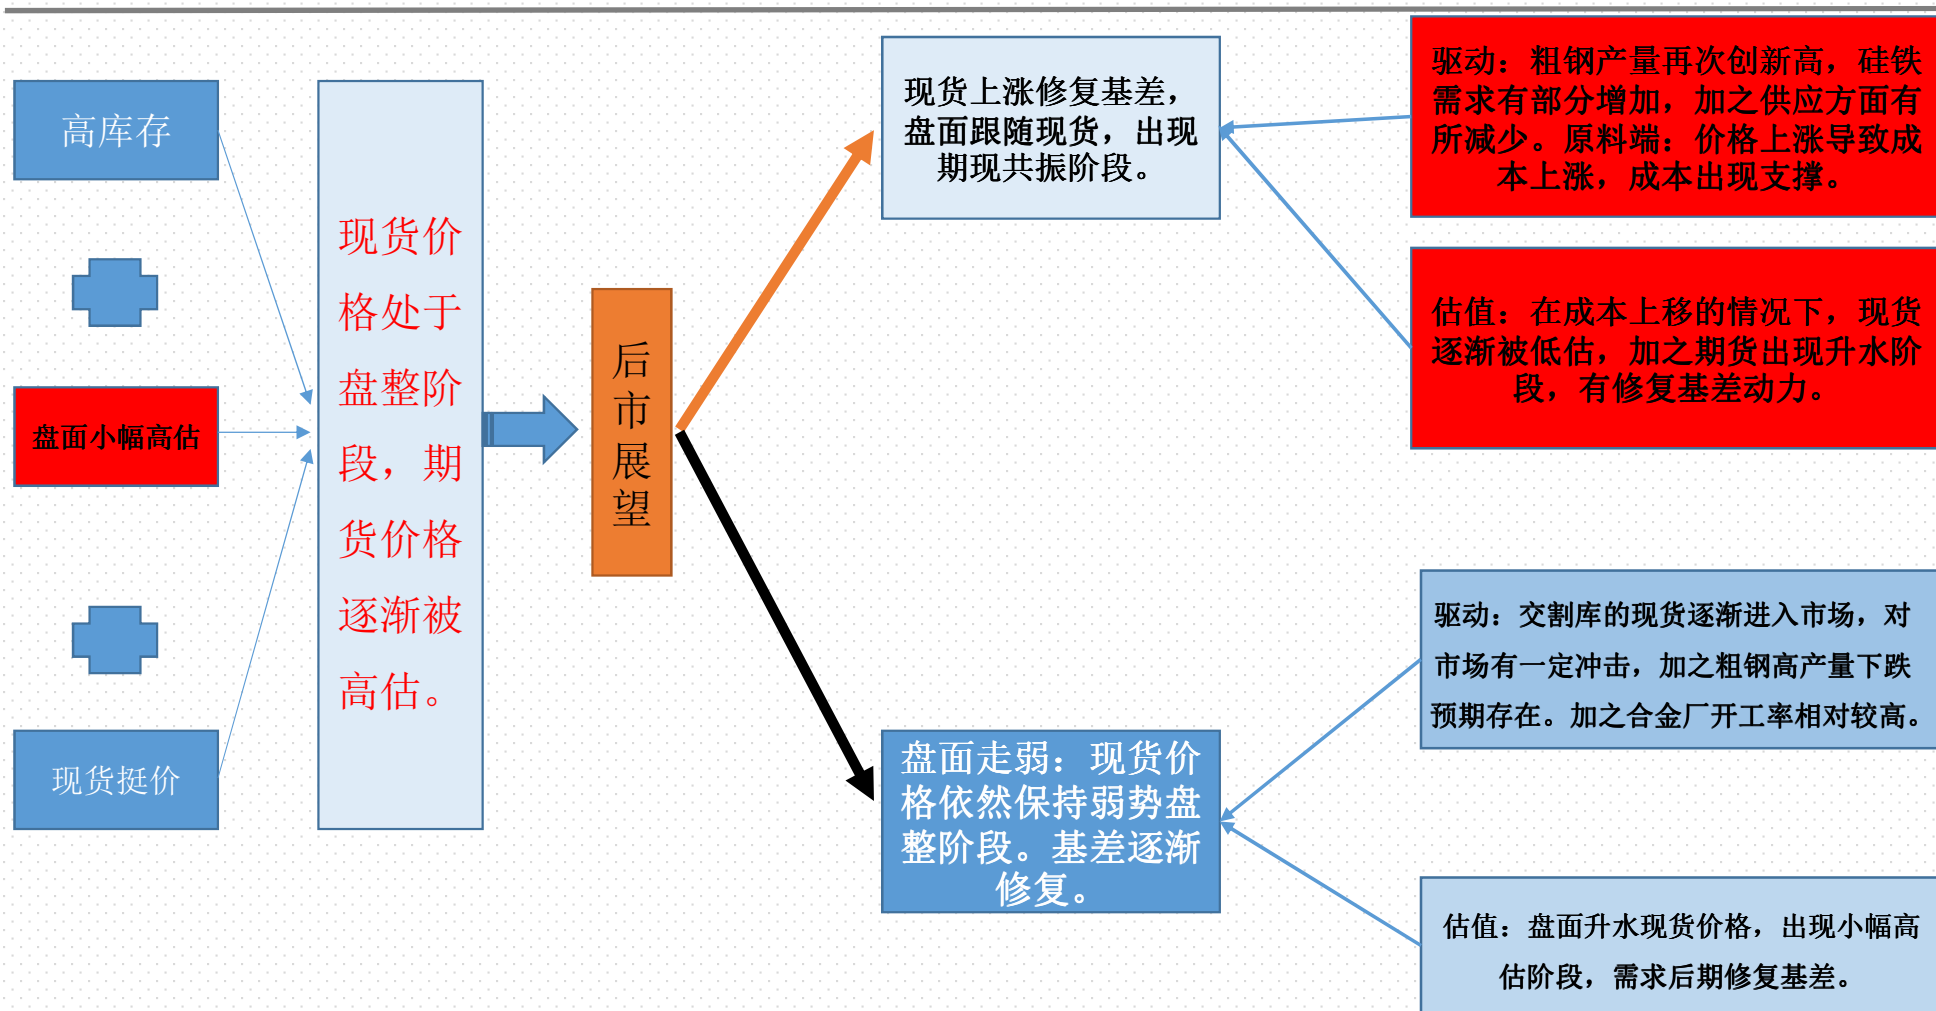 高库存
盘面小幅高估
现货挺价
现货价
格处于
盘整阶
段，期
货价格
逐渐被
高估。
后
市
展
望
现货上涨修复基差，
盘面跟随现货，出现
期现共振阶段。
驱动：粗钢产量再次创新高，硅铁
需求有部分增加，加之供应方面有
所减少。原料端：价格上涨导致成
本上涨，成本出现支撑。
估值：在成本上移的情况下，现货
逐渐被低估，加之期货出现升水阶
段，有修复基差动力。
盘面走弱：现货价
格依然保持弱势盘
整阶段。基差逐渐
修复。
驱动：交割库的现货逐渐进入市场，对
市场有一定冲击，加之粗钢高产量下跌
预期存在。加之合金厂开工率相对较高。
估值：盘面升水现货价格，出现小幅高
估阶段，需求后期修复基差。